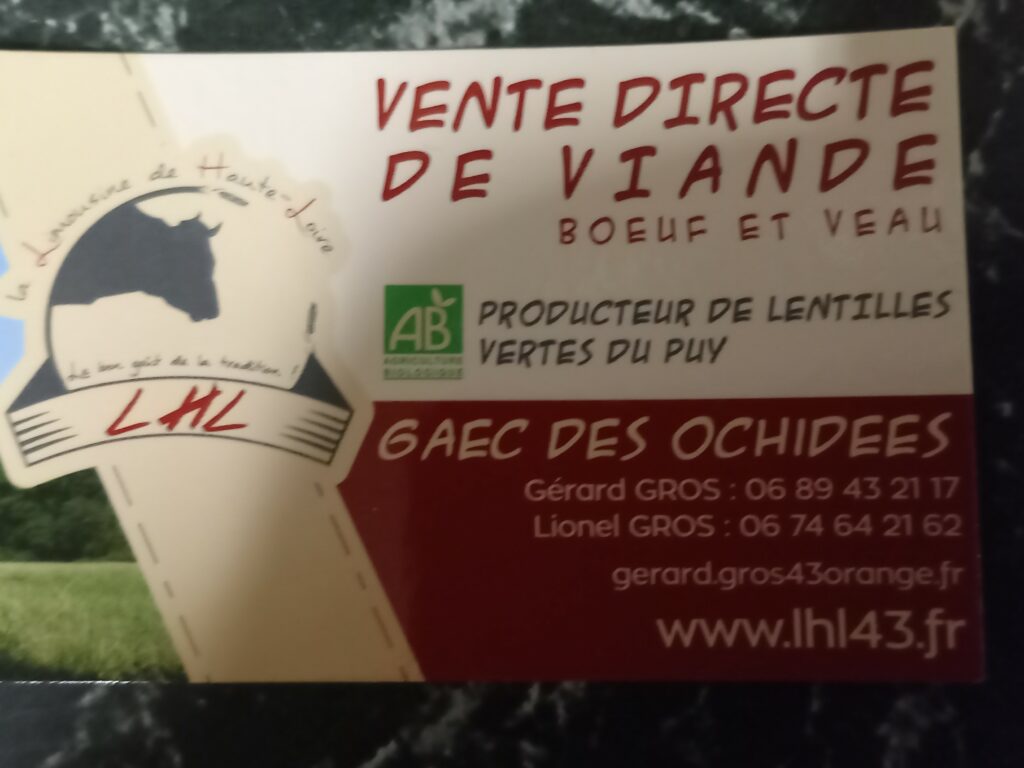 la Limousine de Haute-Loire
Le bon goût de la tradition !
LHL
VENTE DIRECTE
DE VIANDE
BOEUF ET VEAU
AB
AGRICULTURE
BIOLOGIQUE
PRODUCTEUR DE LENTILLES
VERTES DU PUY
GAEC DES OCHIDEES
Gérard GROS : 06 89 43 21 17
Lionel GROS : 06 74 64 21 62
gerard.gros43orange.fr
www.lhl43.fr